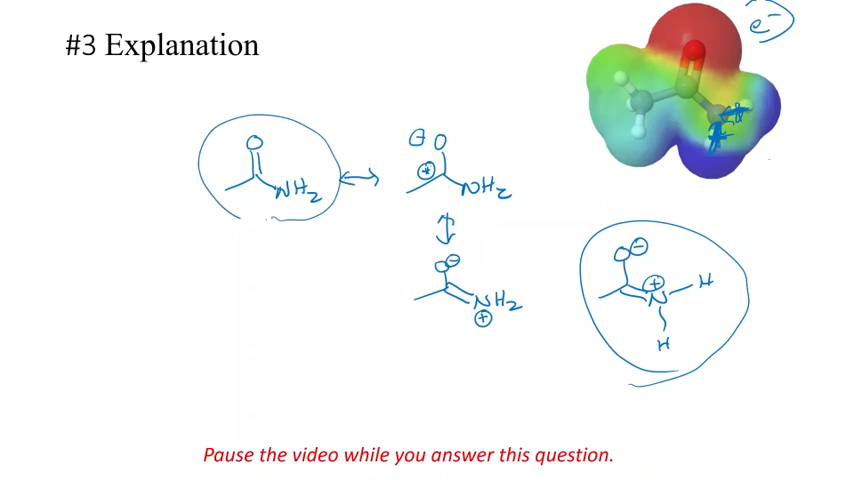 #3 Explanation
e⁻
O
NH₂
⊖ O
⊕
NH₂
O⊖
NH₂
⊕
O⊖
⊕
N
H
H
Pause the video while you answer this question.